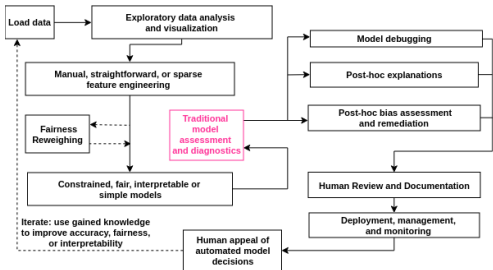 Load data
Exploratory data analysis
and visualization
Model debugging
Manual, straightforward, or sparse
feature engineering
Post-hoc explanations
Traditional
model
assessment
and diagnostics
Post-hoc bias assessment
and remediation
Fairness
Reweighing
Constrained, fair, interpretable or
simple models
Human Review and Documentation
Deployment, management,
and monitoring
Iterate: use gained knowledge
to improve accuracy, fairness,
or interpretability
Human appeal of
automated model
decisions